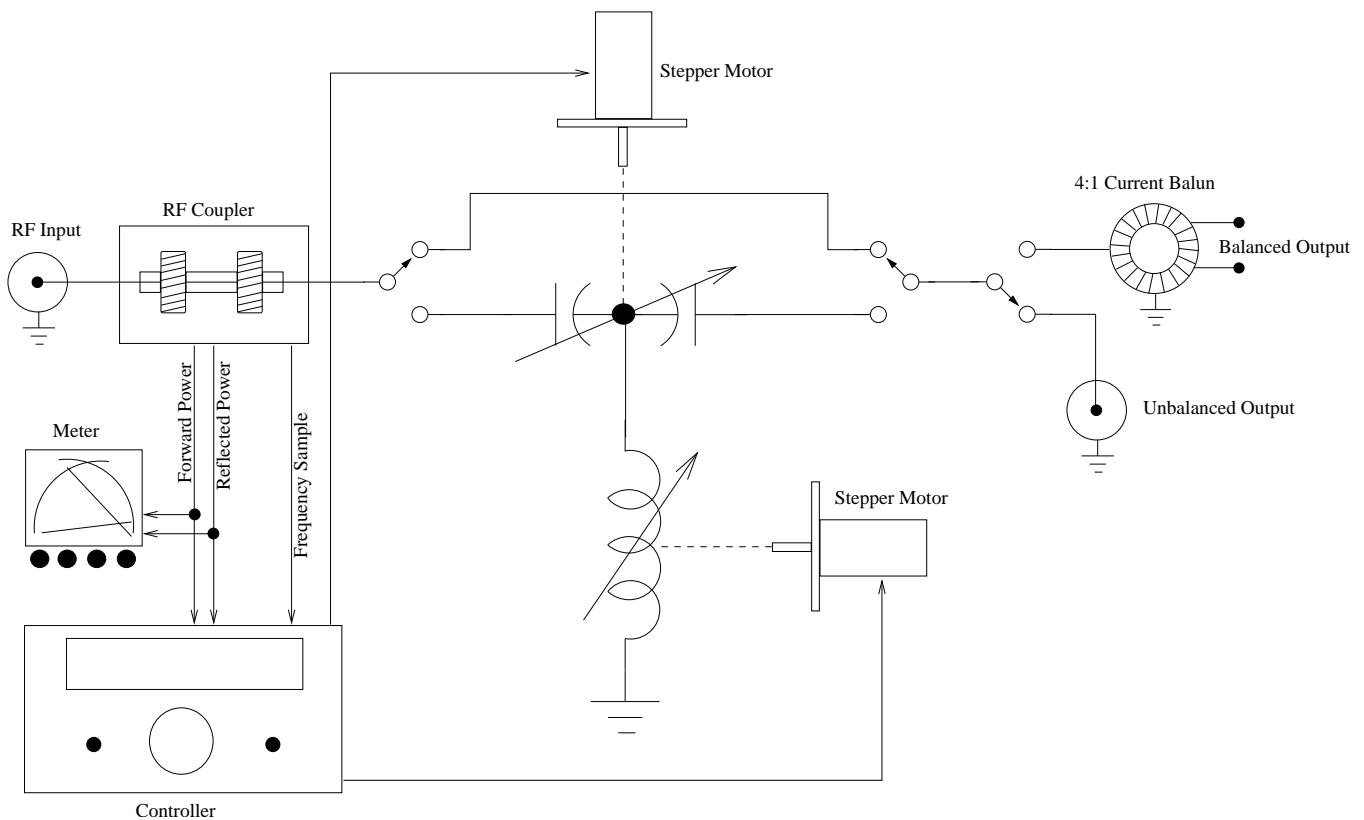 Stepper Motor
4:1 Current Balun
RF Coupler
RF Input
Balanced Output
Forward Power
Reflected Power
Frequency Sample
Unbalanced Output
Meter
Stepper Motor
Controller